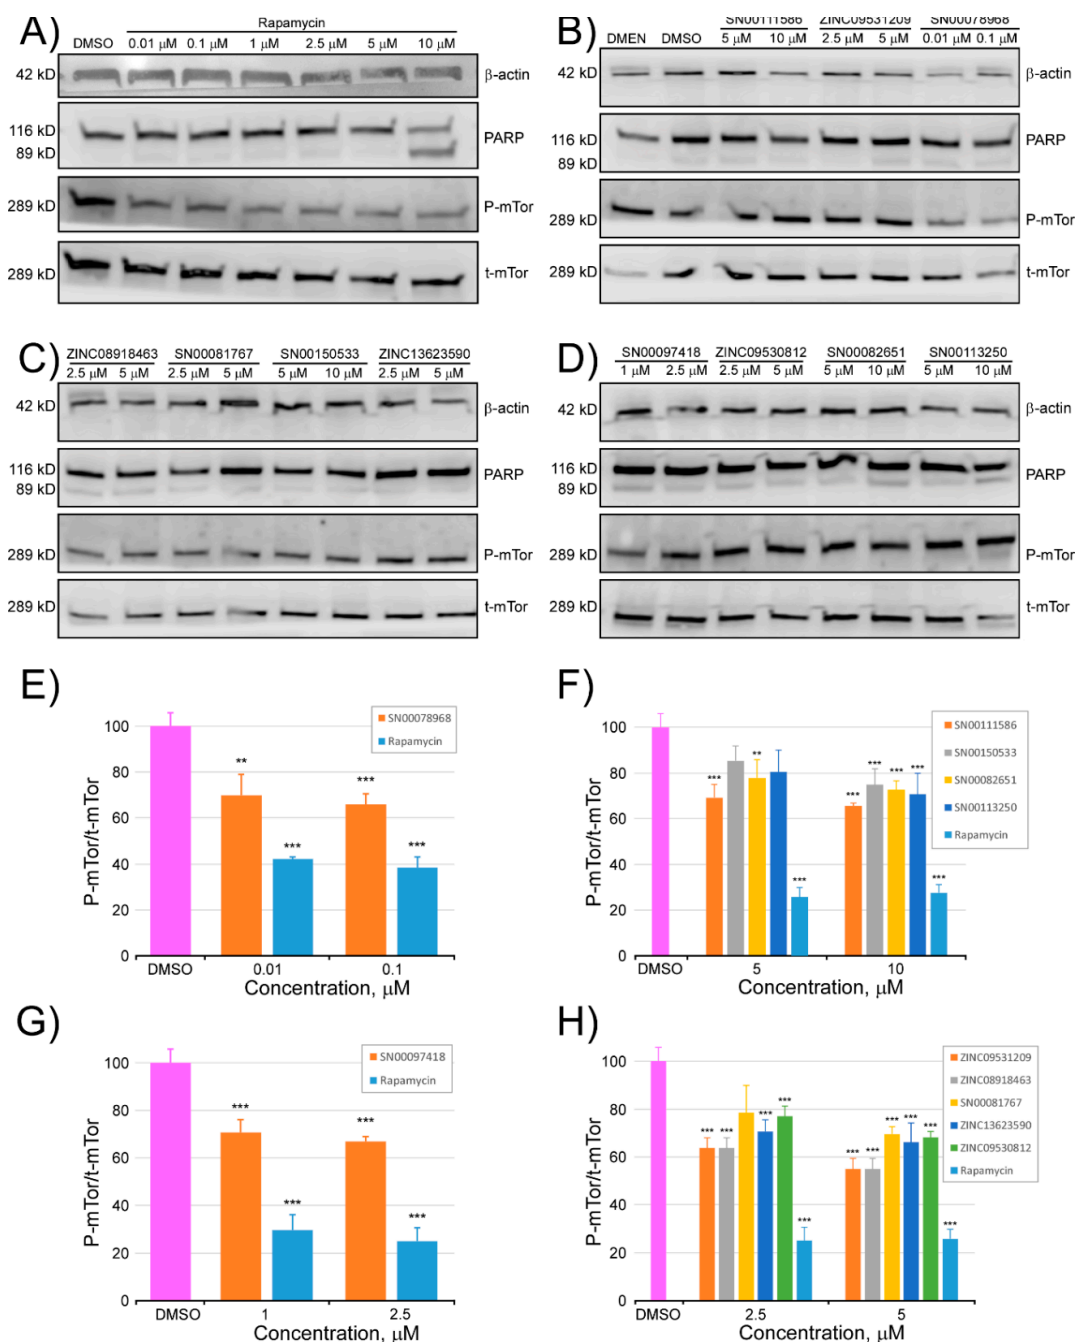 A)
Rapamycin
DMSO 0.01 μM 0.1 μM 1 μM 2.5 μM 5 μM 10 μM
42 kD β-actin
116 kD PARP
89 kD
289 kD P-mTor
289 kD t-mTor
B)
SN00111586 ZINC09531209 SN00078968
DMEN DMSO 5 μM 10 μM 2.5 μM 5 μM 0.01 μM 0.1 μM
42 kD β-actin
116 kD PARP
89 kD
289 kD P-mTor
289 kD t-mTor
C)
ZINC08918463 SN00081767 SN00150533 ZINC13623590
2.5 μM 5 μM 2.5 μM 5 μM 5 μM 10 μM 2.5 μM 5 μM
42 kD β-actin
116 kD PARP
89 kD
289 kD P-mTor
289 kD t-mTor
D)
SN00097418 ZINC09530812 SN00082651 SN00113250
1 μM 2.5 μM 2.5 μM 5 μM 5 μM 10 μM 5 μM 10 μM
42 kD β-actin
116 kD PARP
89 kD
289 kD P-mTor
289 kD t-mTor
E)
P-mTor/t-mTor
100
80
60
40
20
0
SN00078968
Rapamycin
** *** *** ***
DMSO 0.01 0.1
Concentration, μM
F)
P-mTor/t-mTor
100
80
60
40
20
0
SN00111586
SN00150533
SN00082651
SN00113250
Rapamycin
*** ** *** *** *** *** *** ***
DMSO 5 10
Concentration, μM
G)
P-mTor/t-mTor
100
80
60
40
20
0
SN00097418
Rapamycin
*** *** *** ***
DMSO 1 2.5
Concentration, μM
H)
P-mTor/t-mTor
100
80
60
40
20
0
ZINC09531209
ZINC08918463
SN00081767
ZINC13623590
ZINC09530812
Rapamycin
*** *** *** *** *** *** *** *** *** *** ***
DMSO 2.5 5
Concentration, μM